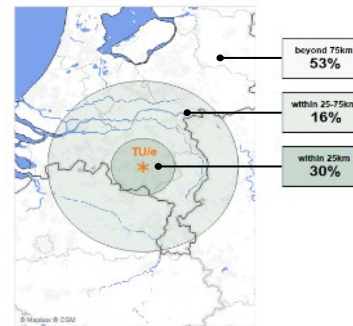 beyond 75km
53%
within 25-75km
16%
TU/e
within 25km
30%
© Mapbox © OSM